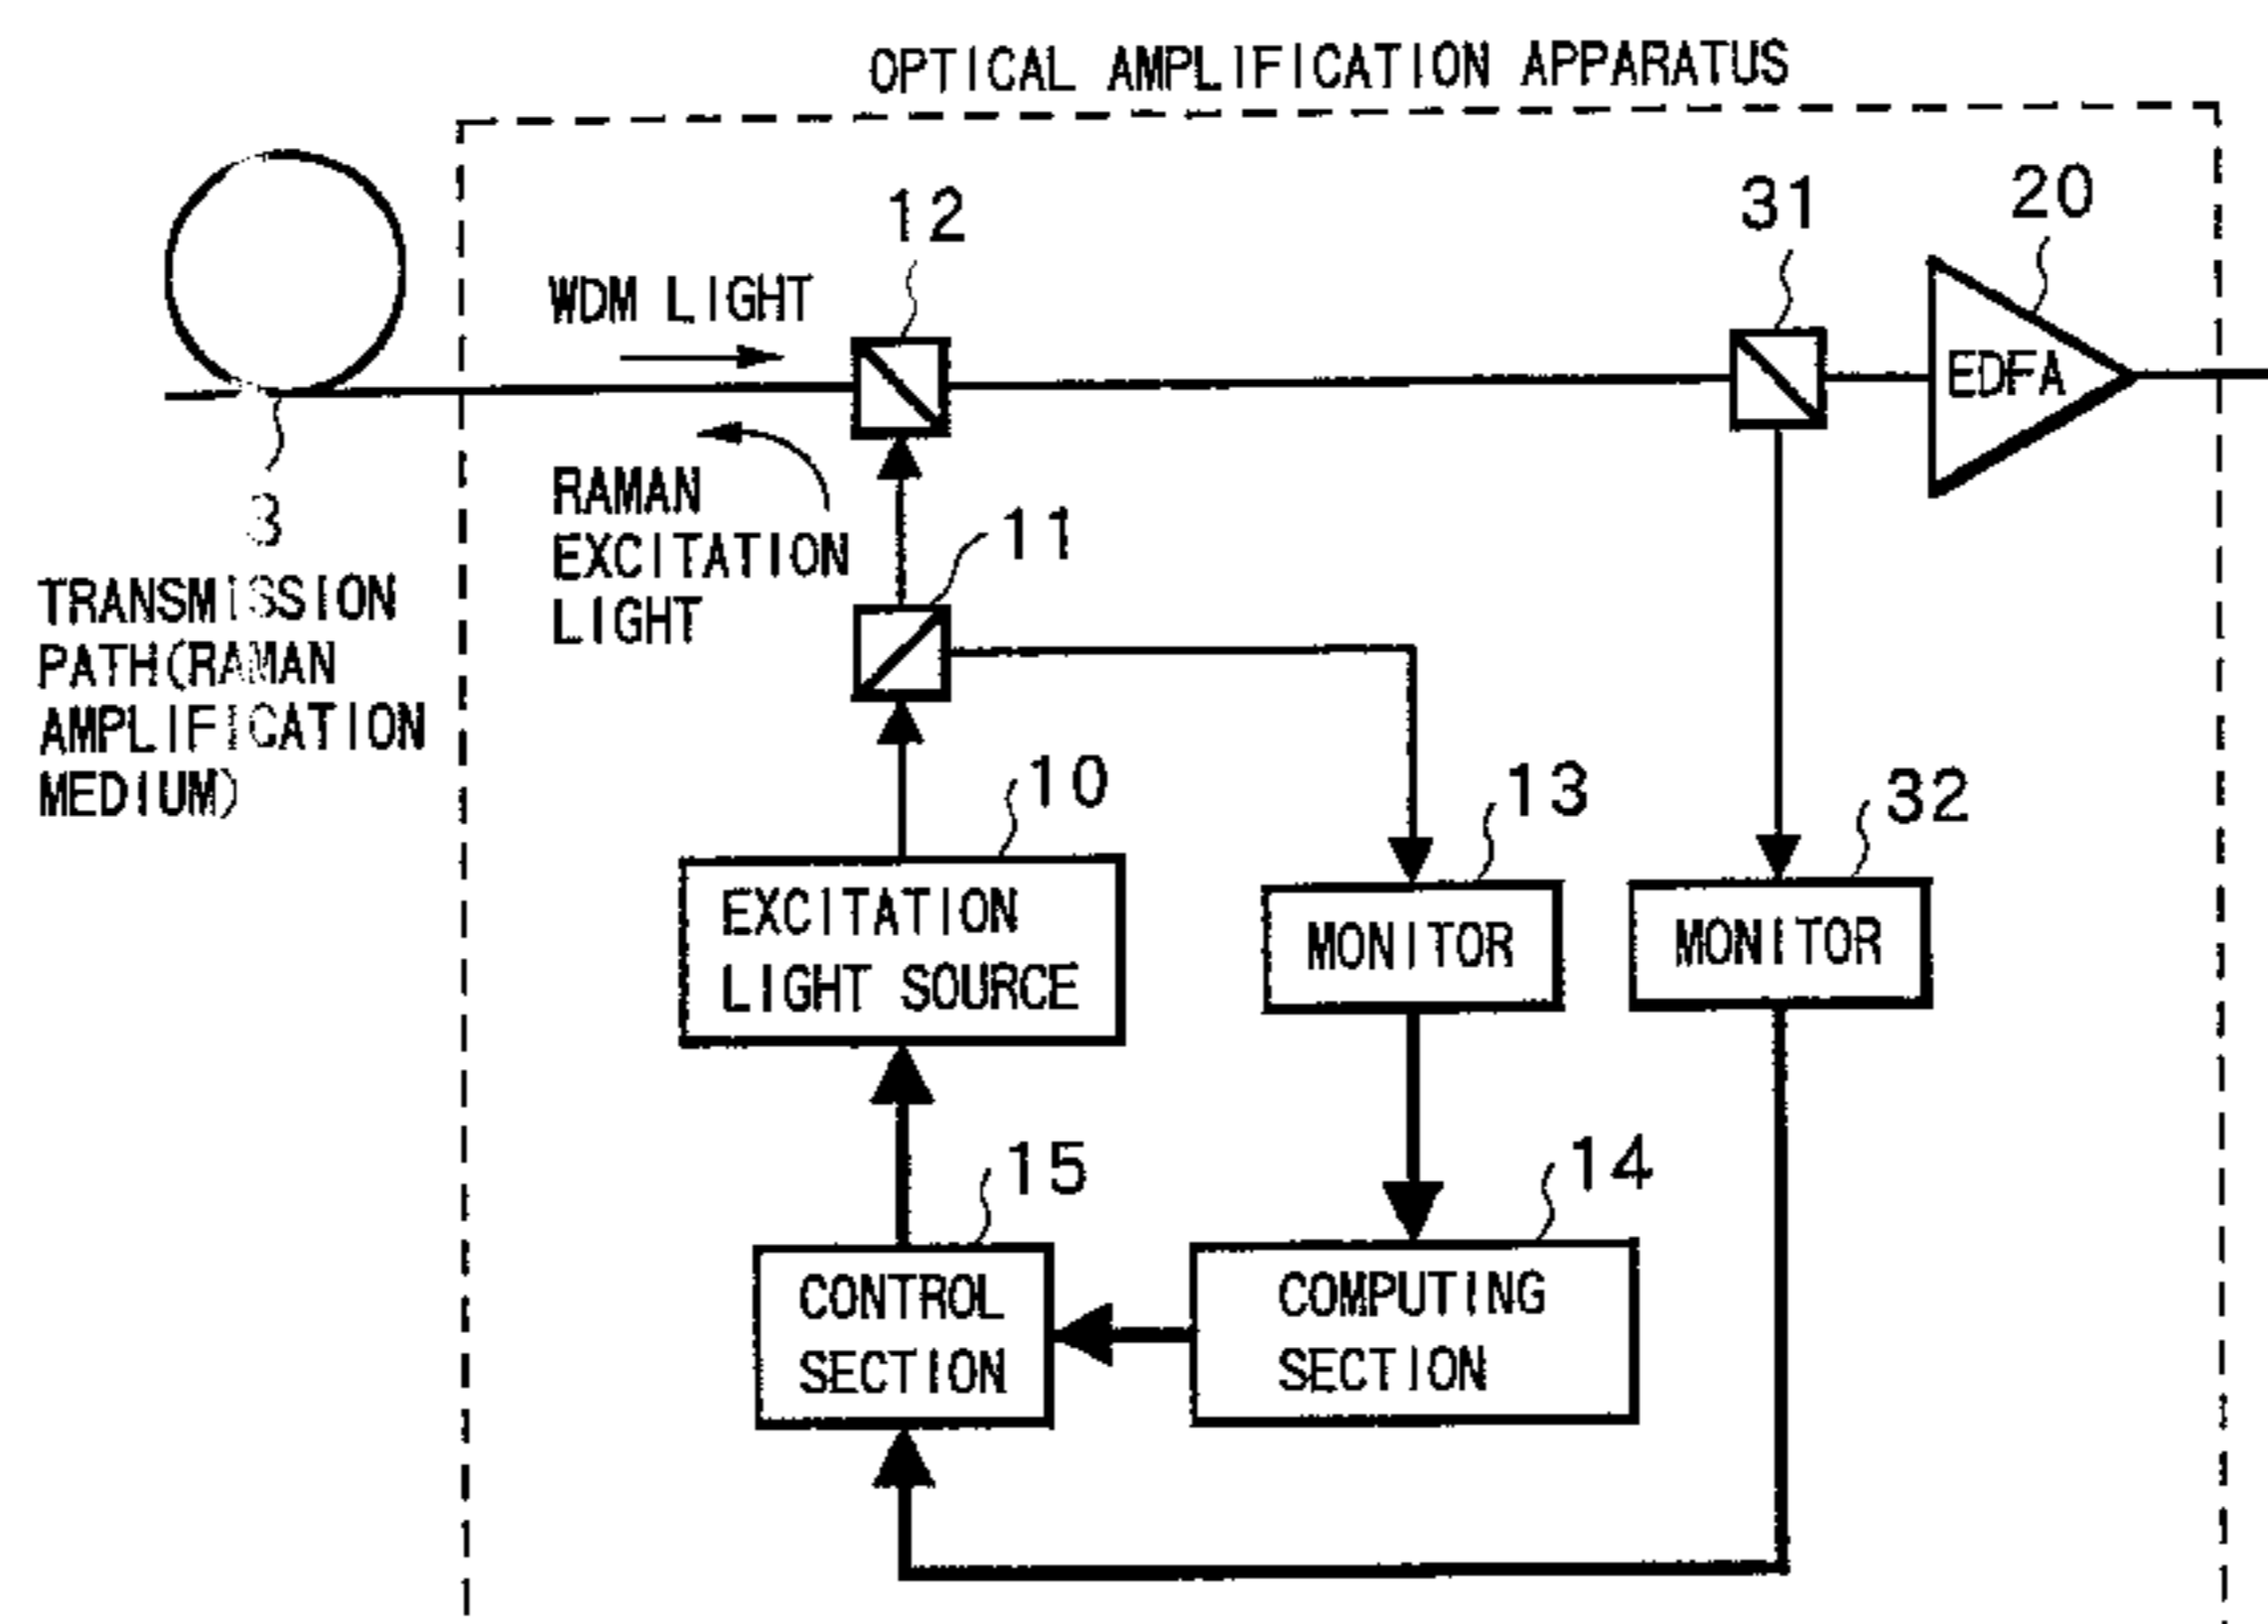 OPTICAL AMPLIFICATION APPARATUS
12
31
20
WDM LIGHT
EDFA
RAMAN
EXCITATION
LIGHT
3
TRANSMISSION
PATH(RAMAN
AMPLIFICATION
MEDIUM)
11
10
13
32
EXCITATION
LIGHT SOURCE
MONITOR
MONITOR
15
14
CONTROL
SECTION
COMPUTING
SECTION